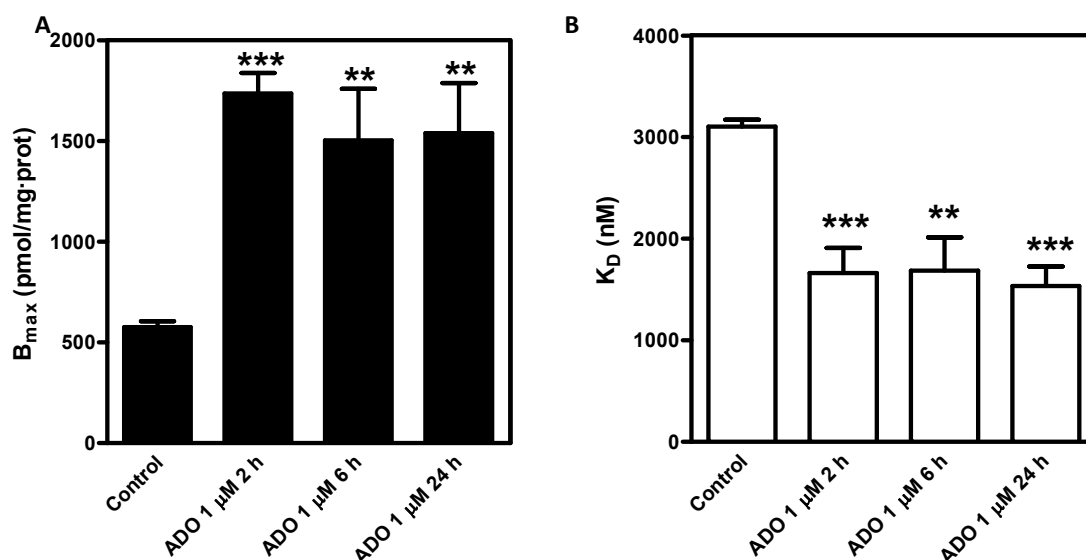 A
B
2000
1500
1000
500
0
B_max (pmol/mg·prot)
***
**
**
Control
ADO 1 µM 2 h
ADO 1 µM 6 h
ADO 1 µM 24 h
4000
3000
2000
1000
0
K_D (nM)
***
**
***
Control
ADO 1 µM 2 h
ADO 1 µM 6 h
ADO 1 µM 24 h